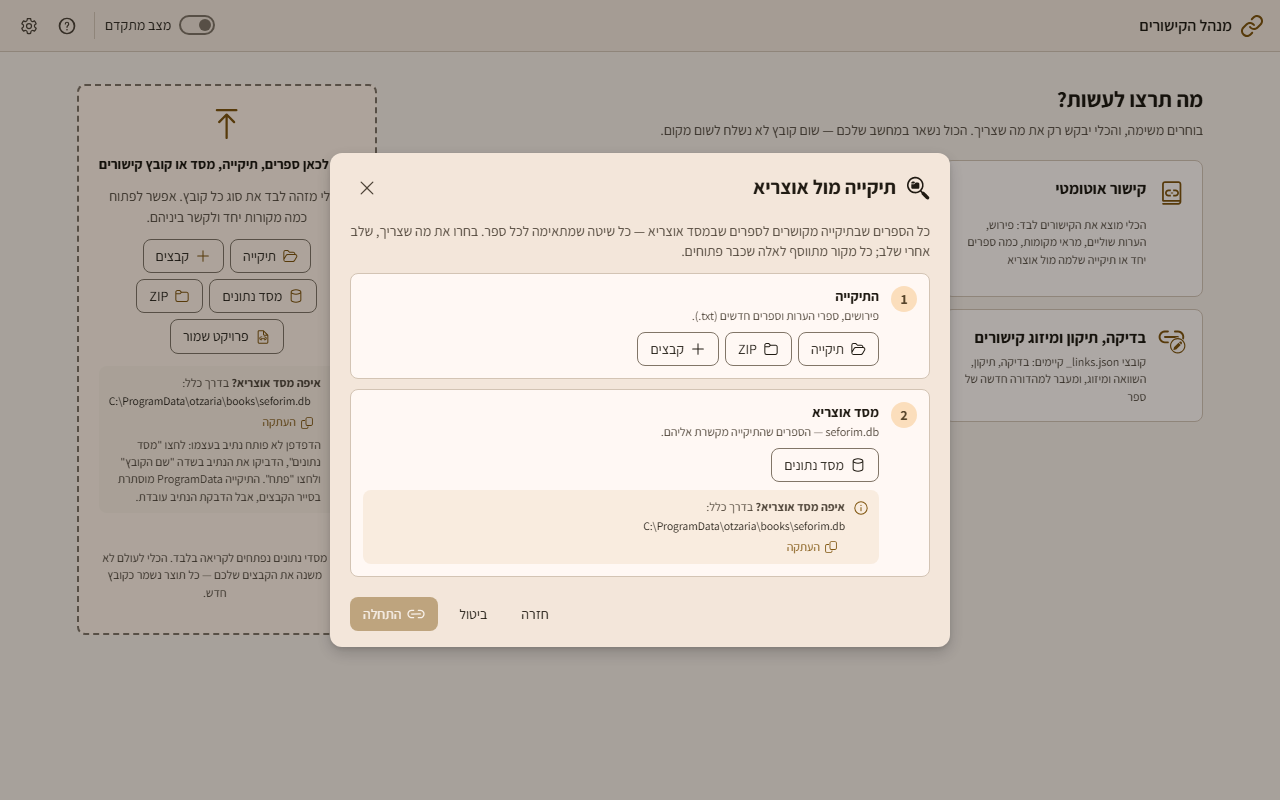 מנהל הקישורים
מצב מתקדם
מה תרצו לעשות?
בוחרים משימה, והכלי יבקש רק את מה שצריך. הכול נשאר במחשב שלכם — שום קובץ לא נשלח לשום מקום.
קישור אוטומטי
הכלי מוצא את הקישורים לבד: פירוש,
הערות שוליים, מראי מקומות, כמה ספרים
יחד או תיקייה שלמה מול אוצריא
בדיקה, תיקון ומיזוג קישורים
קובצי links.json_ קיימים: בדיקה, תיקון,
השוואה ומיזוג, ומעבר למהדורה חדשה של
ספר
לכאן ספרים, תיקייה, מסד או קובץ קישורים
לי מזהה לבד את סוג כל קובץ. אפשר לפתוח
כמה מקורות יחד ולקשר ביניהם.
תיקייה
קבצים
מסד נתונים
ZIP
פרויקט שמור
איפה מסד אוצריא? בדרך כלל:
C:\ProgramData\otzaria\books\seforim.db
העתקה
הדפדפן לא פותח נתיב בעצמו: לחצו "מסד
נתונים", הדביקו את הנתיב בשדה "שם הקובץ"
ולחצו "פתח". התיקייה ProgramData מוסתרת
בסייר הקבצים, אבל הדבקת הנתיב עובדת.
מסדי נתונים נפתחים לקריאה בלבד. הכלי לעולם לא
משנה את הקבצים שלכם — כל תוצר נשמר כקובץ
חדש.
תיקייה מול אוצריא
כל הספרים שבתיקייה מקושרים לספרים שבמסד אוצריא — כל שיטה שמתאימה לכל ספר. בחרו את מה שצריך, שלב
אחרי שלב; כל מקור מתווסף לאלה שכבר פתוחים.
1
התיקייה
פירושים, ספרי הערות וספרים חדשים (txt.).
תיקייה
ZIP
קבצים
2
מסד אוצריא
seforim.db — הספרים שהתיקייה מקשרת אליהם.
מסד נתונים
איפה מסד אוצריא? בדרך כלל:
C:\ProgramData\otzaria\books\seforim.db
העתקה
חזרה
ביטול
התחלה